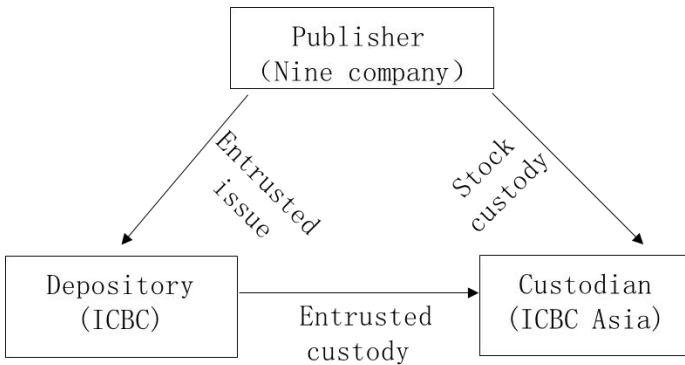 Publisher
(Nine company)
Entrusted
issue
Stock
custody
Depository
(ICBC)
Entrusted
custody
Custodian
(ICBC Asia)